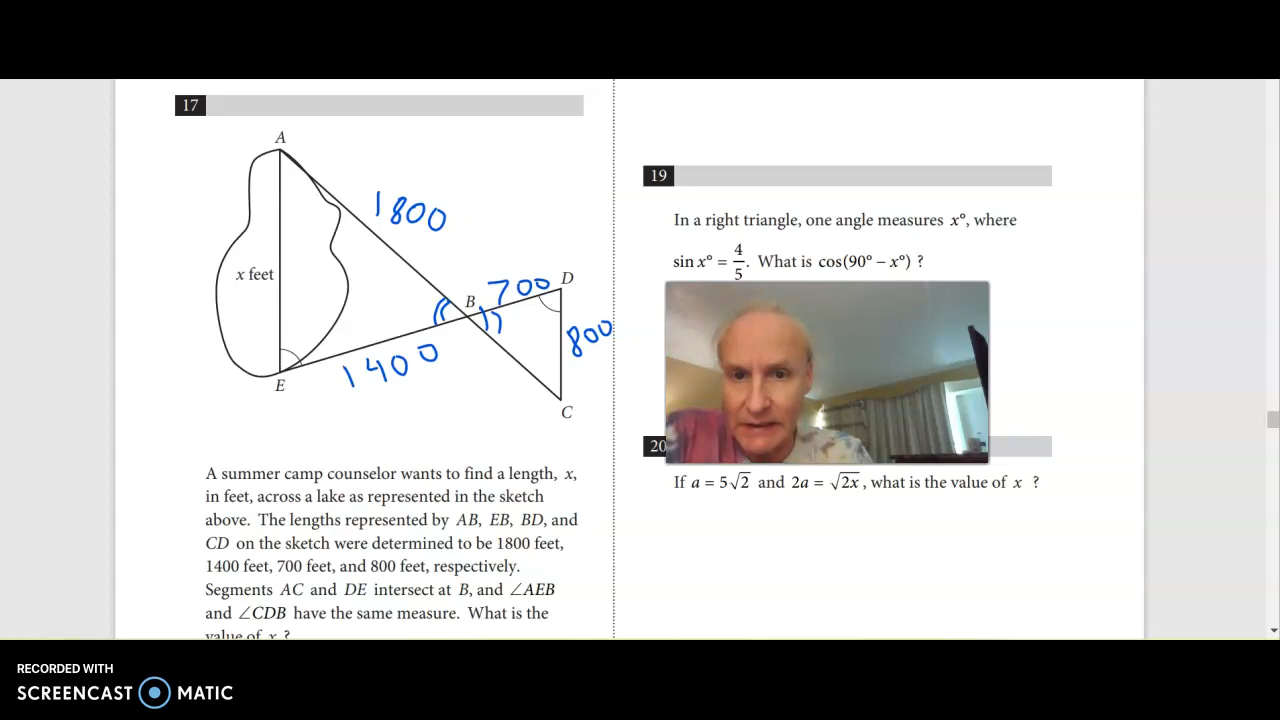 17
A
1800
x feet
D
B
700
800
1400
E
C
A summer camp counselor wants to find a length, x,
in feet, across a lake as represented in the sketch
above. The lengths represented by AB, EB, BD, and
CD on the sketch were determined to be 1800 feet,
1400 feet, 700 feet, and 800 feet, respectively.
Segments AC and DE intersect at B, and ∠AEB
and ∠CDB have the same measure. What is the
value of x ?
19
In a right triangle, one angle measures x°, where
sin x° = 4/5. What is cos(90° − x°) ?
20
If a = 5√2 and 2a = √2x, what is the value of x ?
RECORDED WITH
SCREENCAST MATIC